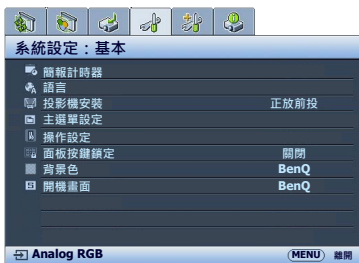 系統設定：基本
簡報計時器
語言
投影機安裝 正放前投
主選單設定
操作設定
面板按鍵鎖定 關閉
背景色 BenQ
開機畫面 BenQ
Analog RGB MENU 離開